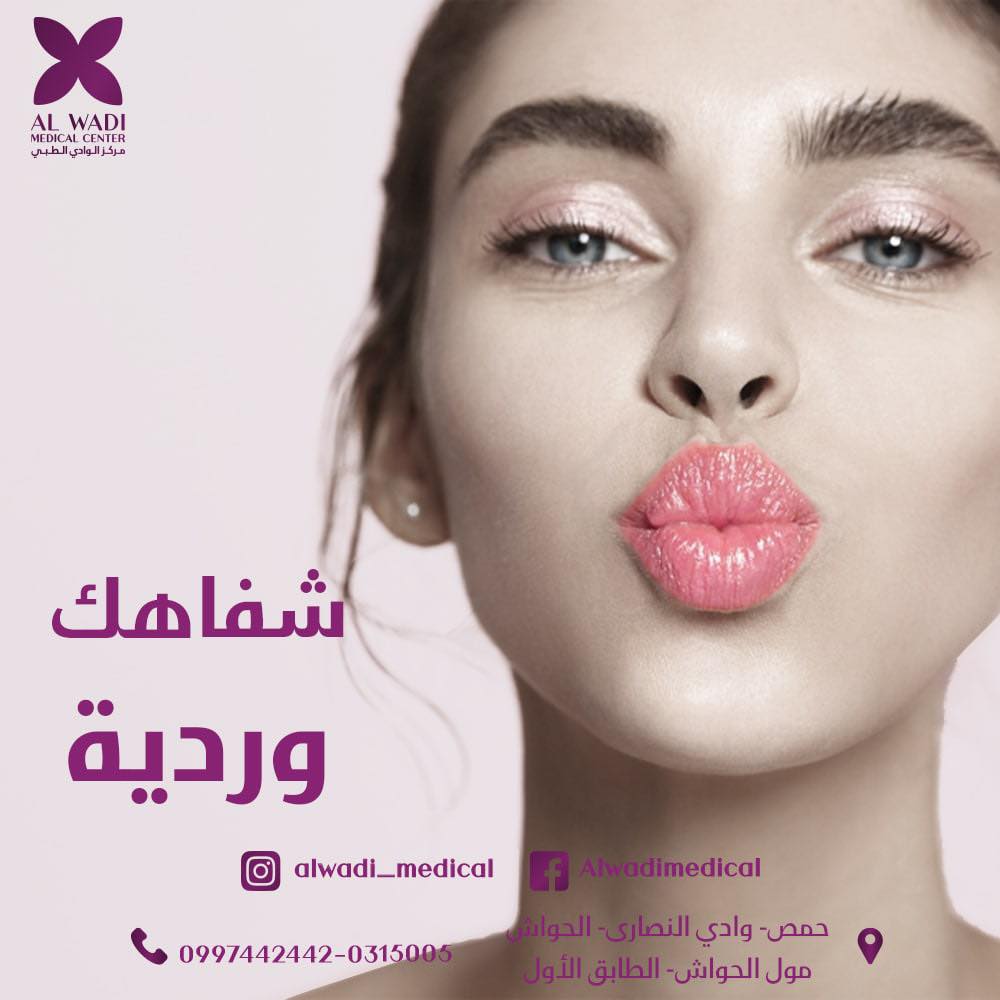 AL WADI
MEDICAL CENTER
مركز الوادي الطبي
شفاهك
وردية
alwadi_medical
Alwadimedical
0997442442-0315005
حمص- وادي النصارى- الحواش
مول الحواش- الطابق الأول